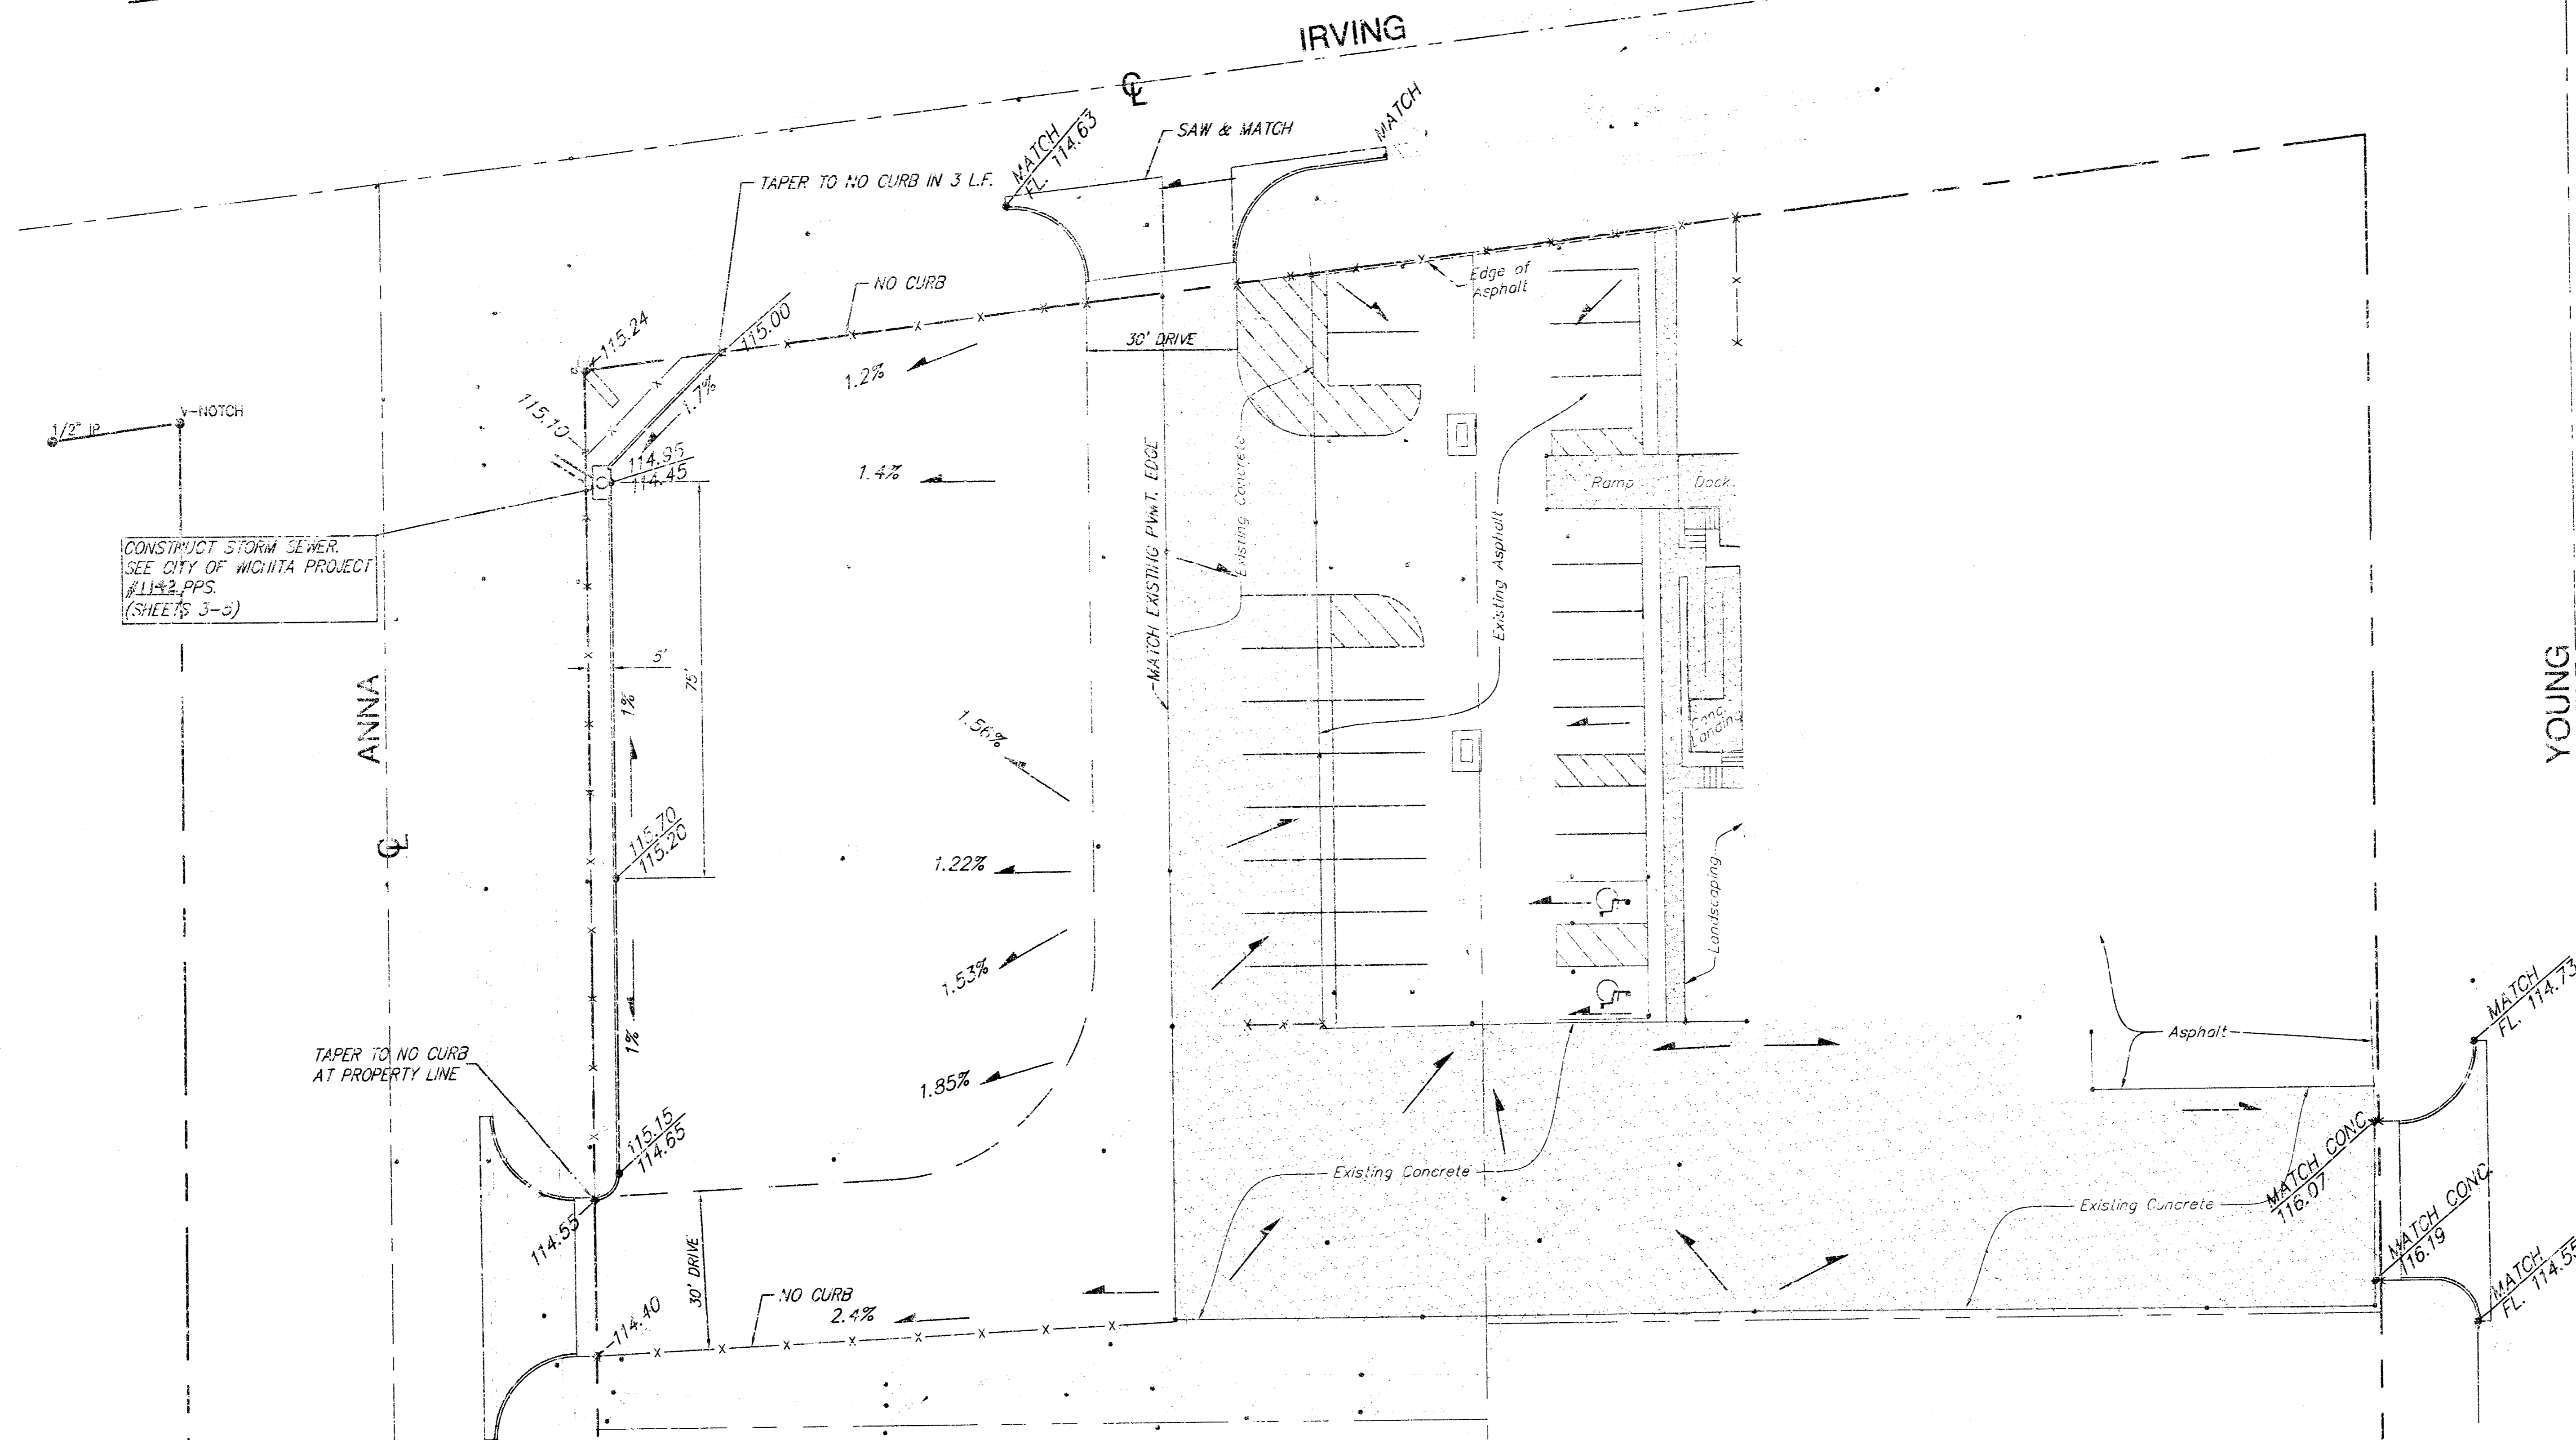 IRVING
℄
MATCH
FL. 114.63
SAW & MATCH
MATCH
TAPER TO NO CURB IN 3 L.F.
NO CURB
115.00
115.24
Edge of
Asphalt
30' DRIVE
1.2%
1.7%
115.10
V-NOTCH
1/2" IP
114.95
114.45
1.4%
MATCH EXISTING PVMT. EDGE
Existing Concrete
Existing Asphalt
Ramp
Dock
CONSTRUCT STORM SEWER.
SEE CITY OF WICHITA PROJECT
PPS.
(SHEETS 3-5)
ANNA
℄
5'
75'
1%
1.56%
Conc.
Landing
YOUNG
115.70
115.20
1.22%
Landscaping
1.53%
1%
TAPER TO NO CURB
AT PROPERTY LINE
1.85%
Asphalt
MATCH
FL. 114.73
115.15
114.65
Existing Concrete
MATCH CONC.
116.07
Existing Concrete
MATCH CONC.
116.19
MATCH
FL. 114.55
114.55
30' DRIVE
114.40
NO CURB
2.4%